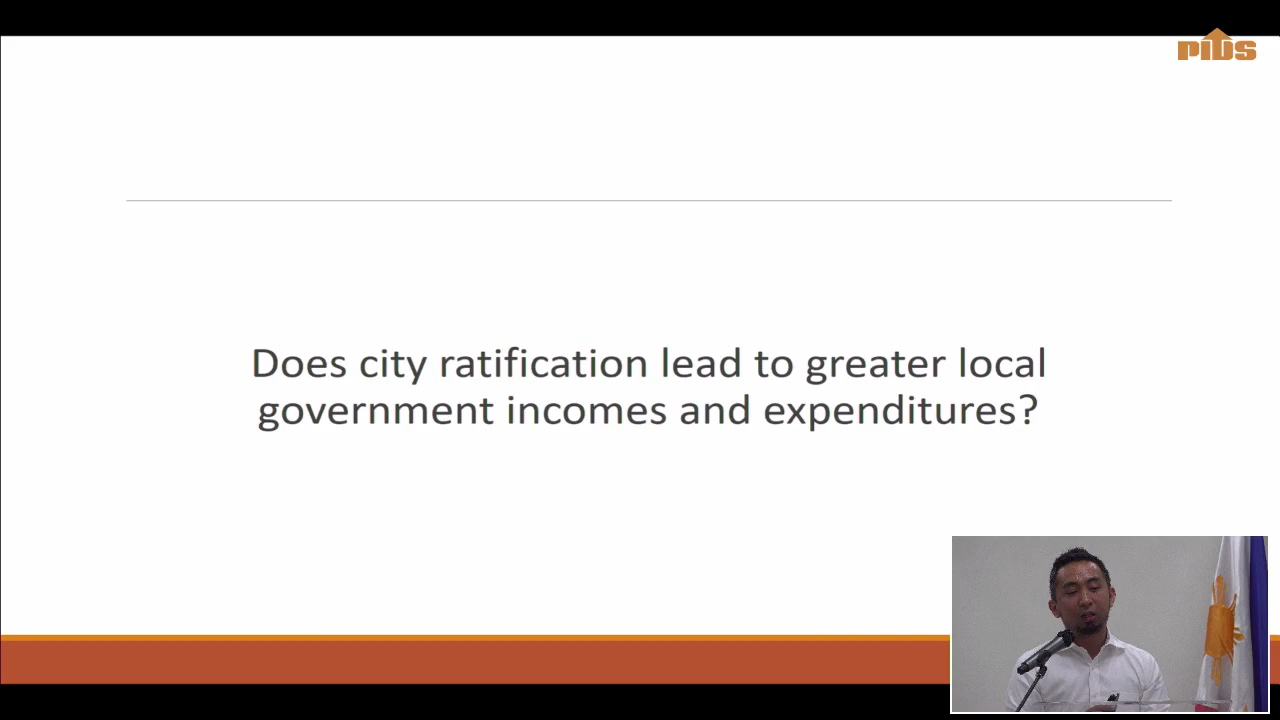 PIDS
Does city ratification lead to greater local
government incomes and expenditures?